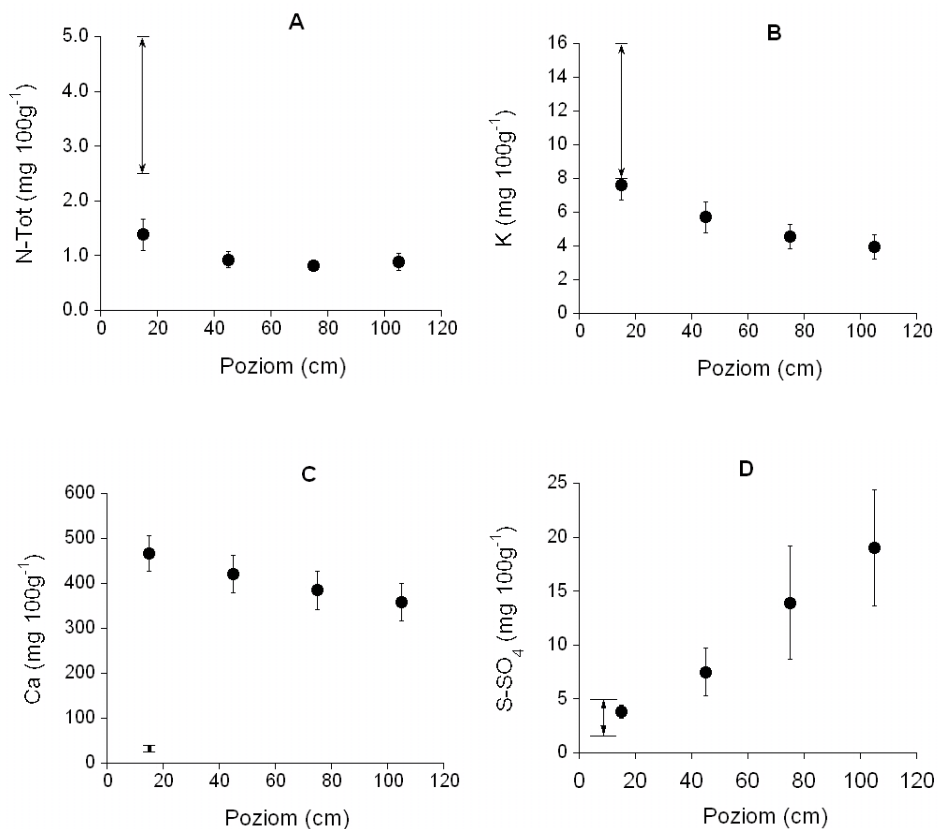 A
N-Tot (mg 100g⁻¹)
5.0
4.0
3.0
2.0
1.0
0.0
0 20 40 60 80 100 120
Poziom (cm)
B
K (mg 100g⁻¹)
16
14
12
10
8
6
4
2
0
0 20 40 60 80 100 120
Poziom (cm)
C
Ca (mg 100g⁻¹)
600
500
400
300
200
100
0
0 20 40 60 80 100 120
Poziom (cm)
D
S-SO₄ (mg 100g⁻¹)
25
20
15
10
5
0
0 20 40 60 80 100 120
Poziom (cm)